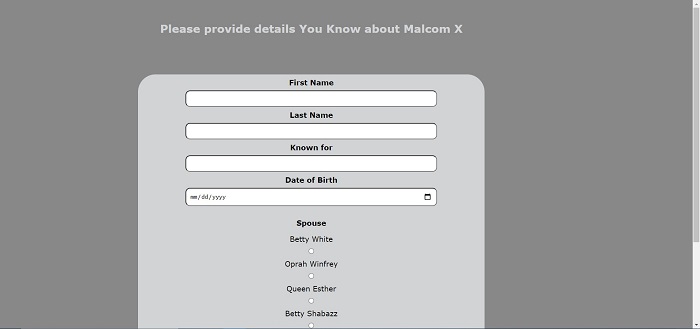 Please provide details You Know about Malcom X
First Name
Last Name
Known for
Date of Birth
mm/dd/yyyy
Spouse
Betty White
Oprah Winfrey
Queen Esther
Betty Shabazz